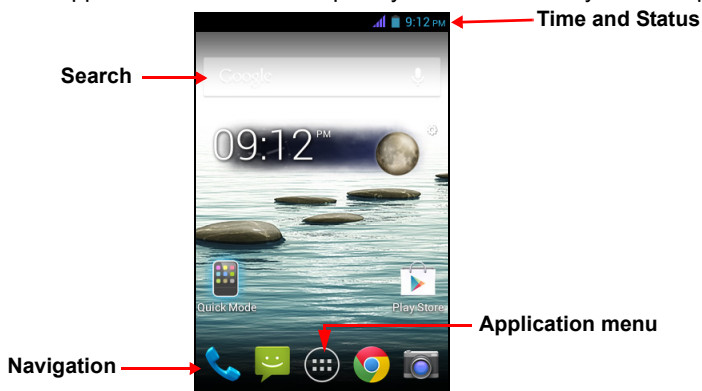 9:12 PM
Time and Status
Search
Google
09:12 PM
Quick Mode
Play Store
Application menu
Navigation